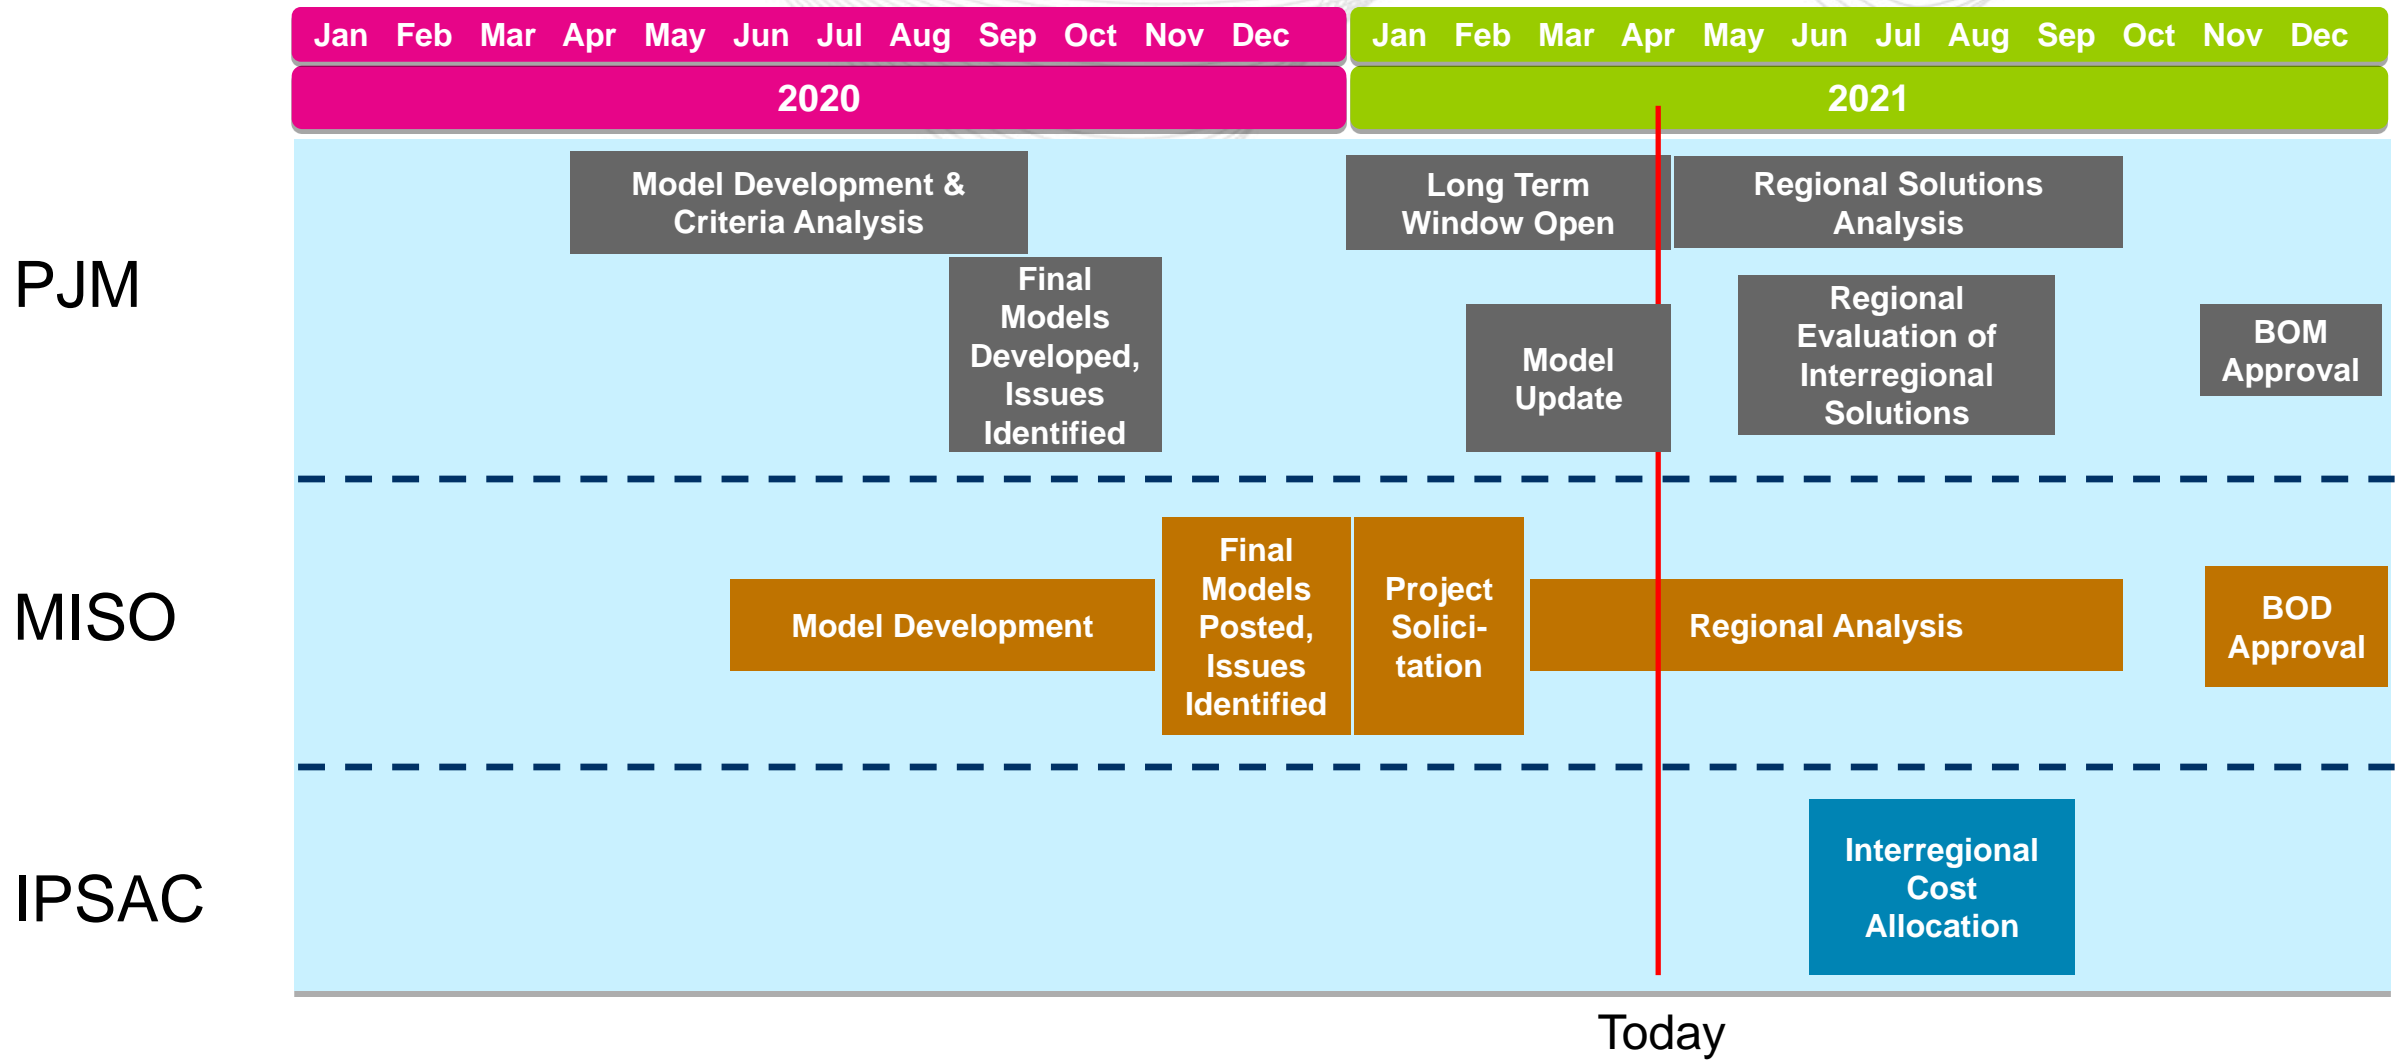 Jan Feb Mar Apr May Jun Jul Aug Sep Oct Nov Dec
Jan Feb Mar Apr May Jun Jul Aug Sep Oct Nov Dec
2020
2021
PJM
Model Development &
Criteria Analysis
Final
Models
Developed,
Issues
Identified
Long Term
Window Open
Model
Update
Regional Solutions
Analysis
Regional
Evaluation of
Interregional
Solutions
BOM
Approval
MISO
Model Development
Final
Models
Posted,
Issues
Identified
Project
Solici-
tation
Regional Analysis
BOD
Approval
IPSAC
Interregional
Cost
Allocation
Today